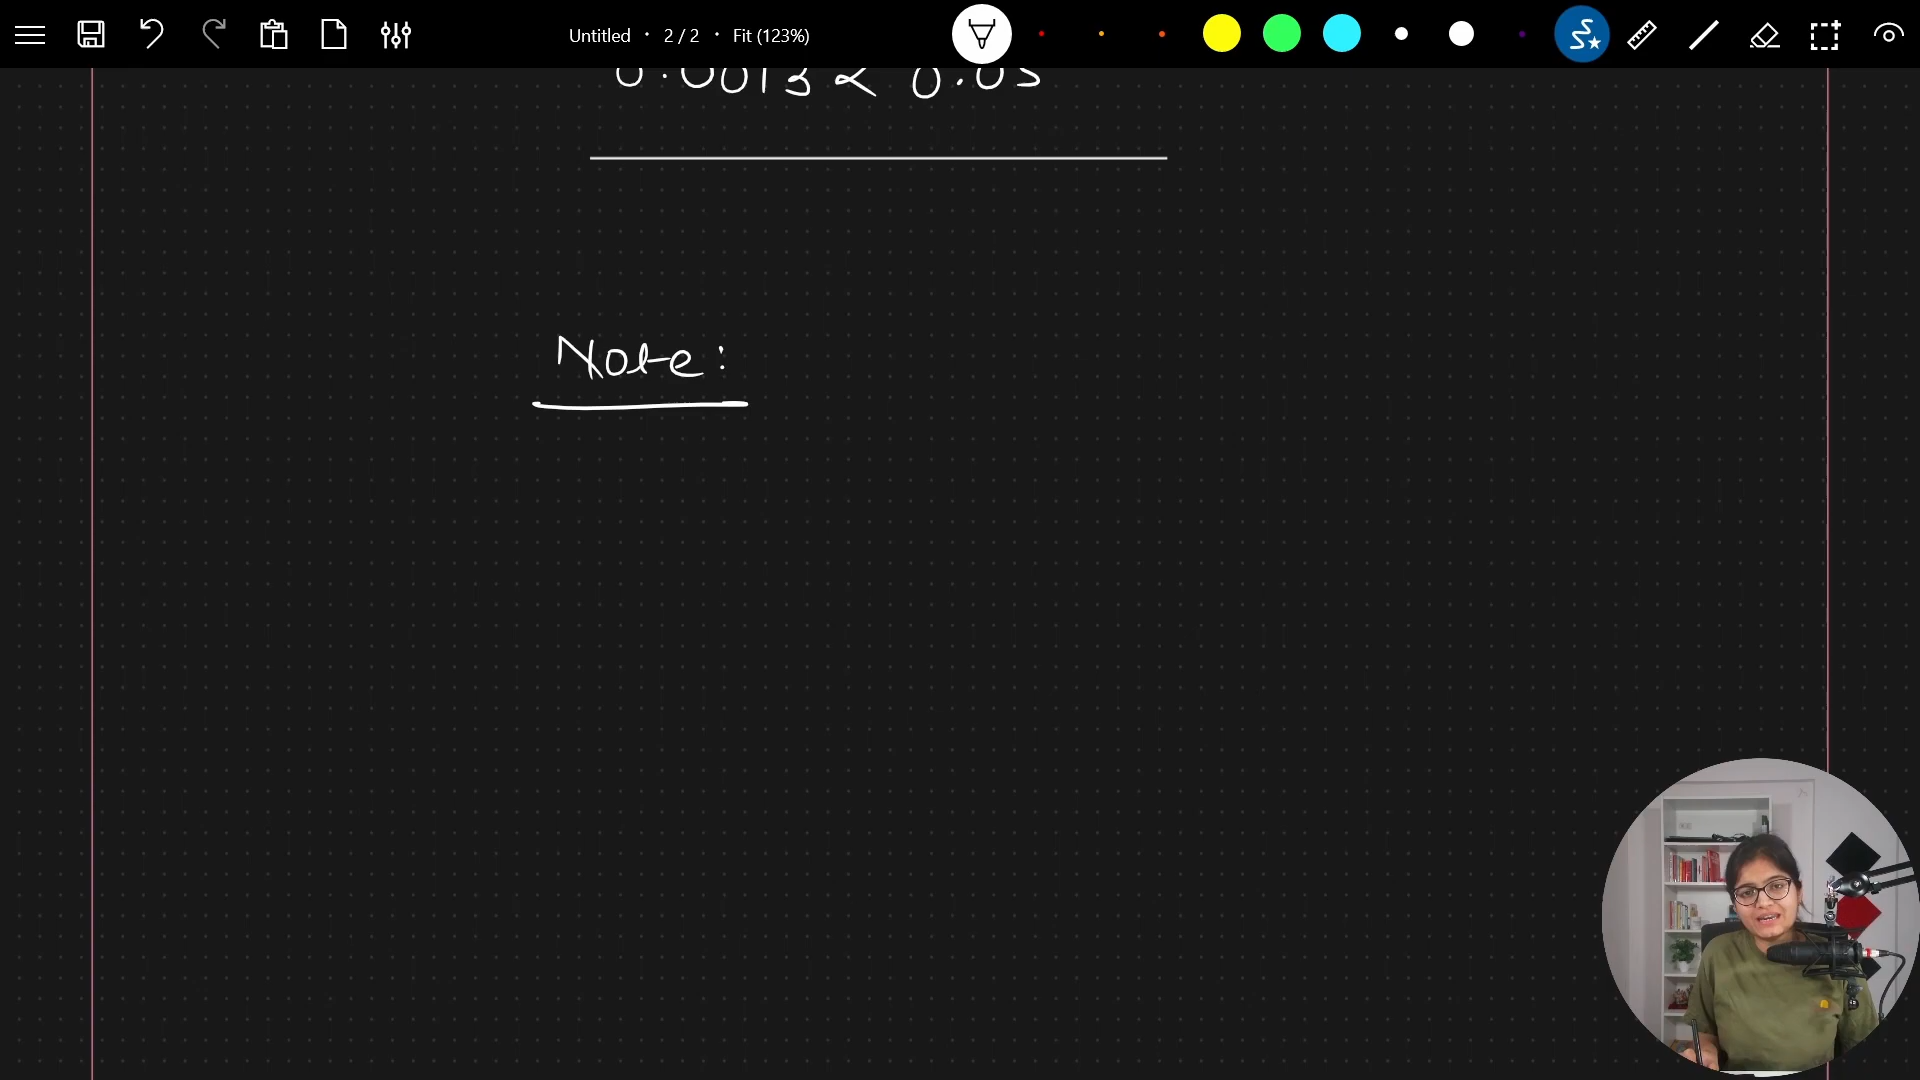 Untitled • 2 / 2 • Fit (123%)
0.0013 < 0.05
Note: